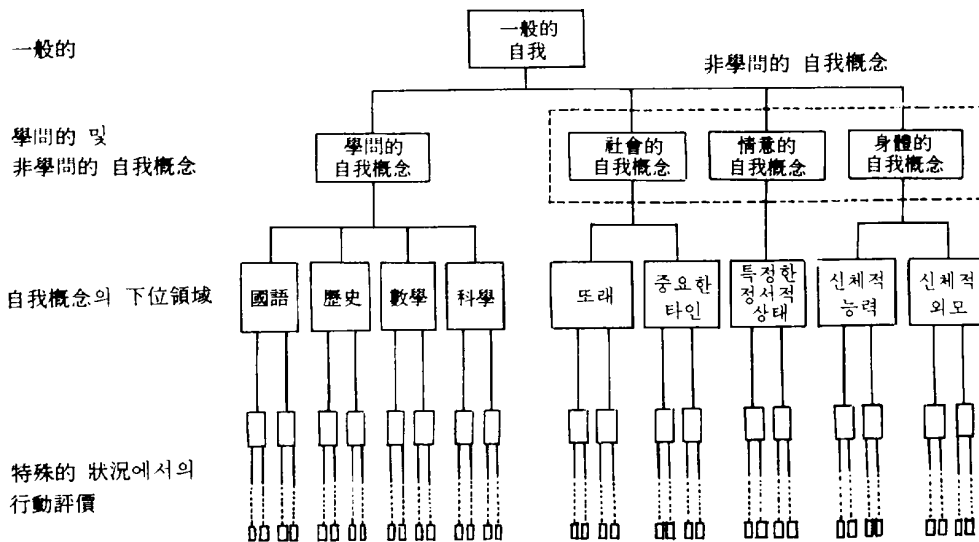 一般的
一般的
自我
非學問的 自我槪念
學問的 및
非學問的 自我槪念
學問的
自我槪念
社會的
自我槪念
情意的
自我槪念
身體的
自我槪念
自我槪念의 下位領域
國語
歷史
數學
科學
또래
중요한
타인
특정한
정서적
상태
신체적
능력
신체적
외모
特殊的 狀況에서의
行動評價